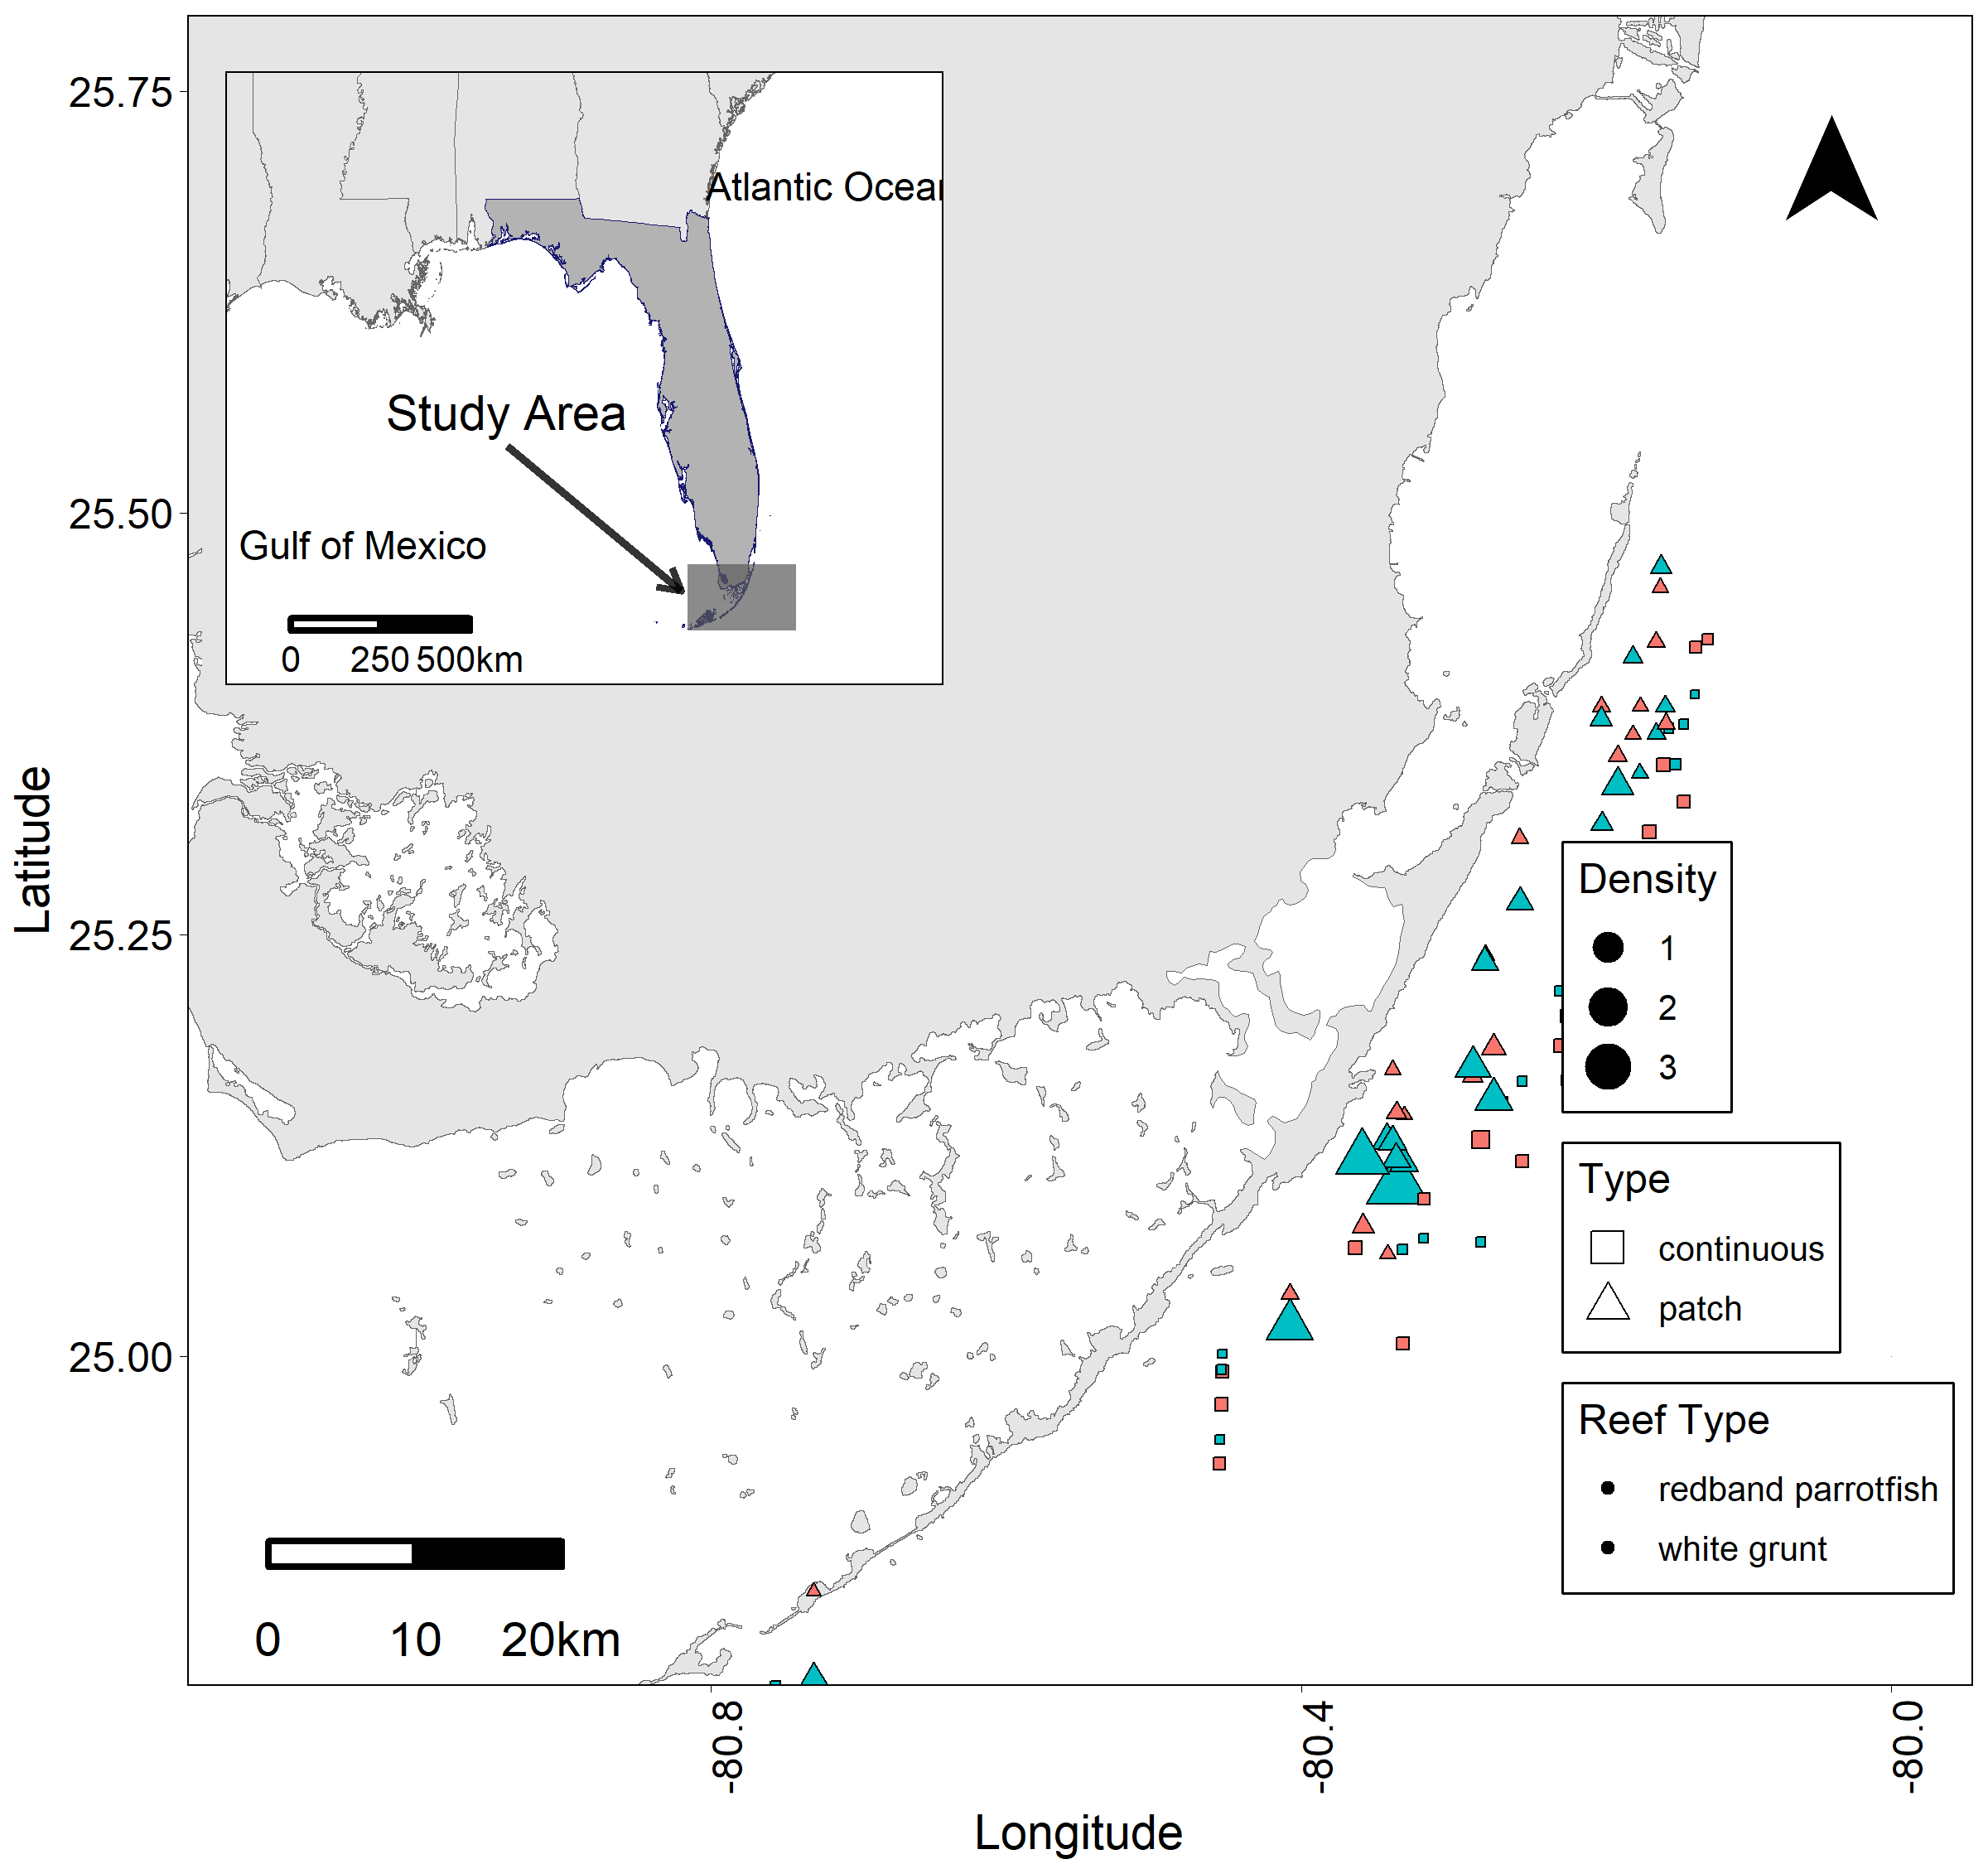 25.75
25.50
25.25
25.00
Latitude
Atlantic Ocea
Study Area
Gulf of Mexico
0 250 500km
Density
1
2
3
Type
continuous
patch
Reef Type
redband parrotfish
white grunt
0 10 20km
-80.8 -80.4 -80.0
Longitude